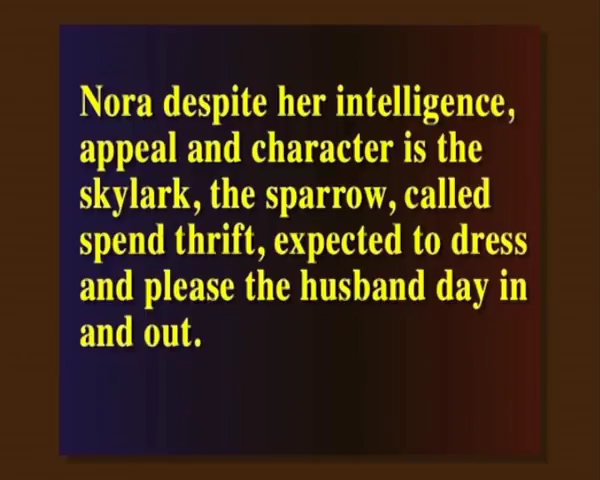 Nora despite her intelligence,
appeal and character is the
skylark, the sparrow, called
spend thrift, expected to dress
and please the husband day in
and out.